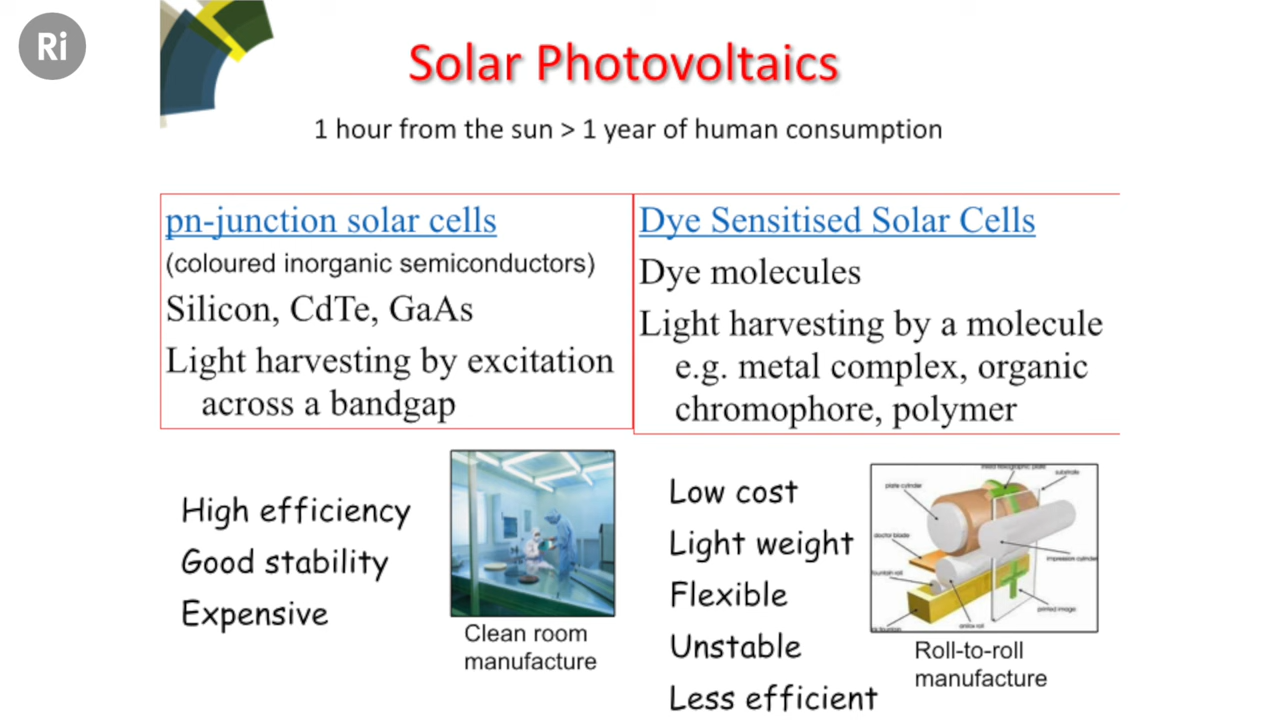 Ri
Solar Photovoltaics
1 hour from the sun > 1 year of human consumption
pn-junction solar cells
(coloured inorganic semiconductors)
Silicon, CdTe, GaAs
Light harvesting by excitation
across a bandgap
Dye Sensitised Solar Cells
Dye molecules
Light harvesting by a molecule
e.g. metal complex, organic
chromophore, polymer
High efficiency
Good stability
Expensive
Clean room
manufacture
Low cost
Light weight
Flexible
Unstable
Less efficient
plate cylinder
substrate
doctor blade
impression cylinder
fountain roll
printed image
anilox roll
Roll-to-roll
manufacture